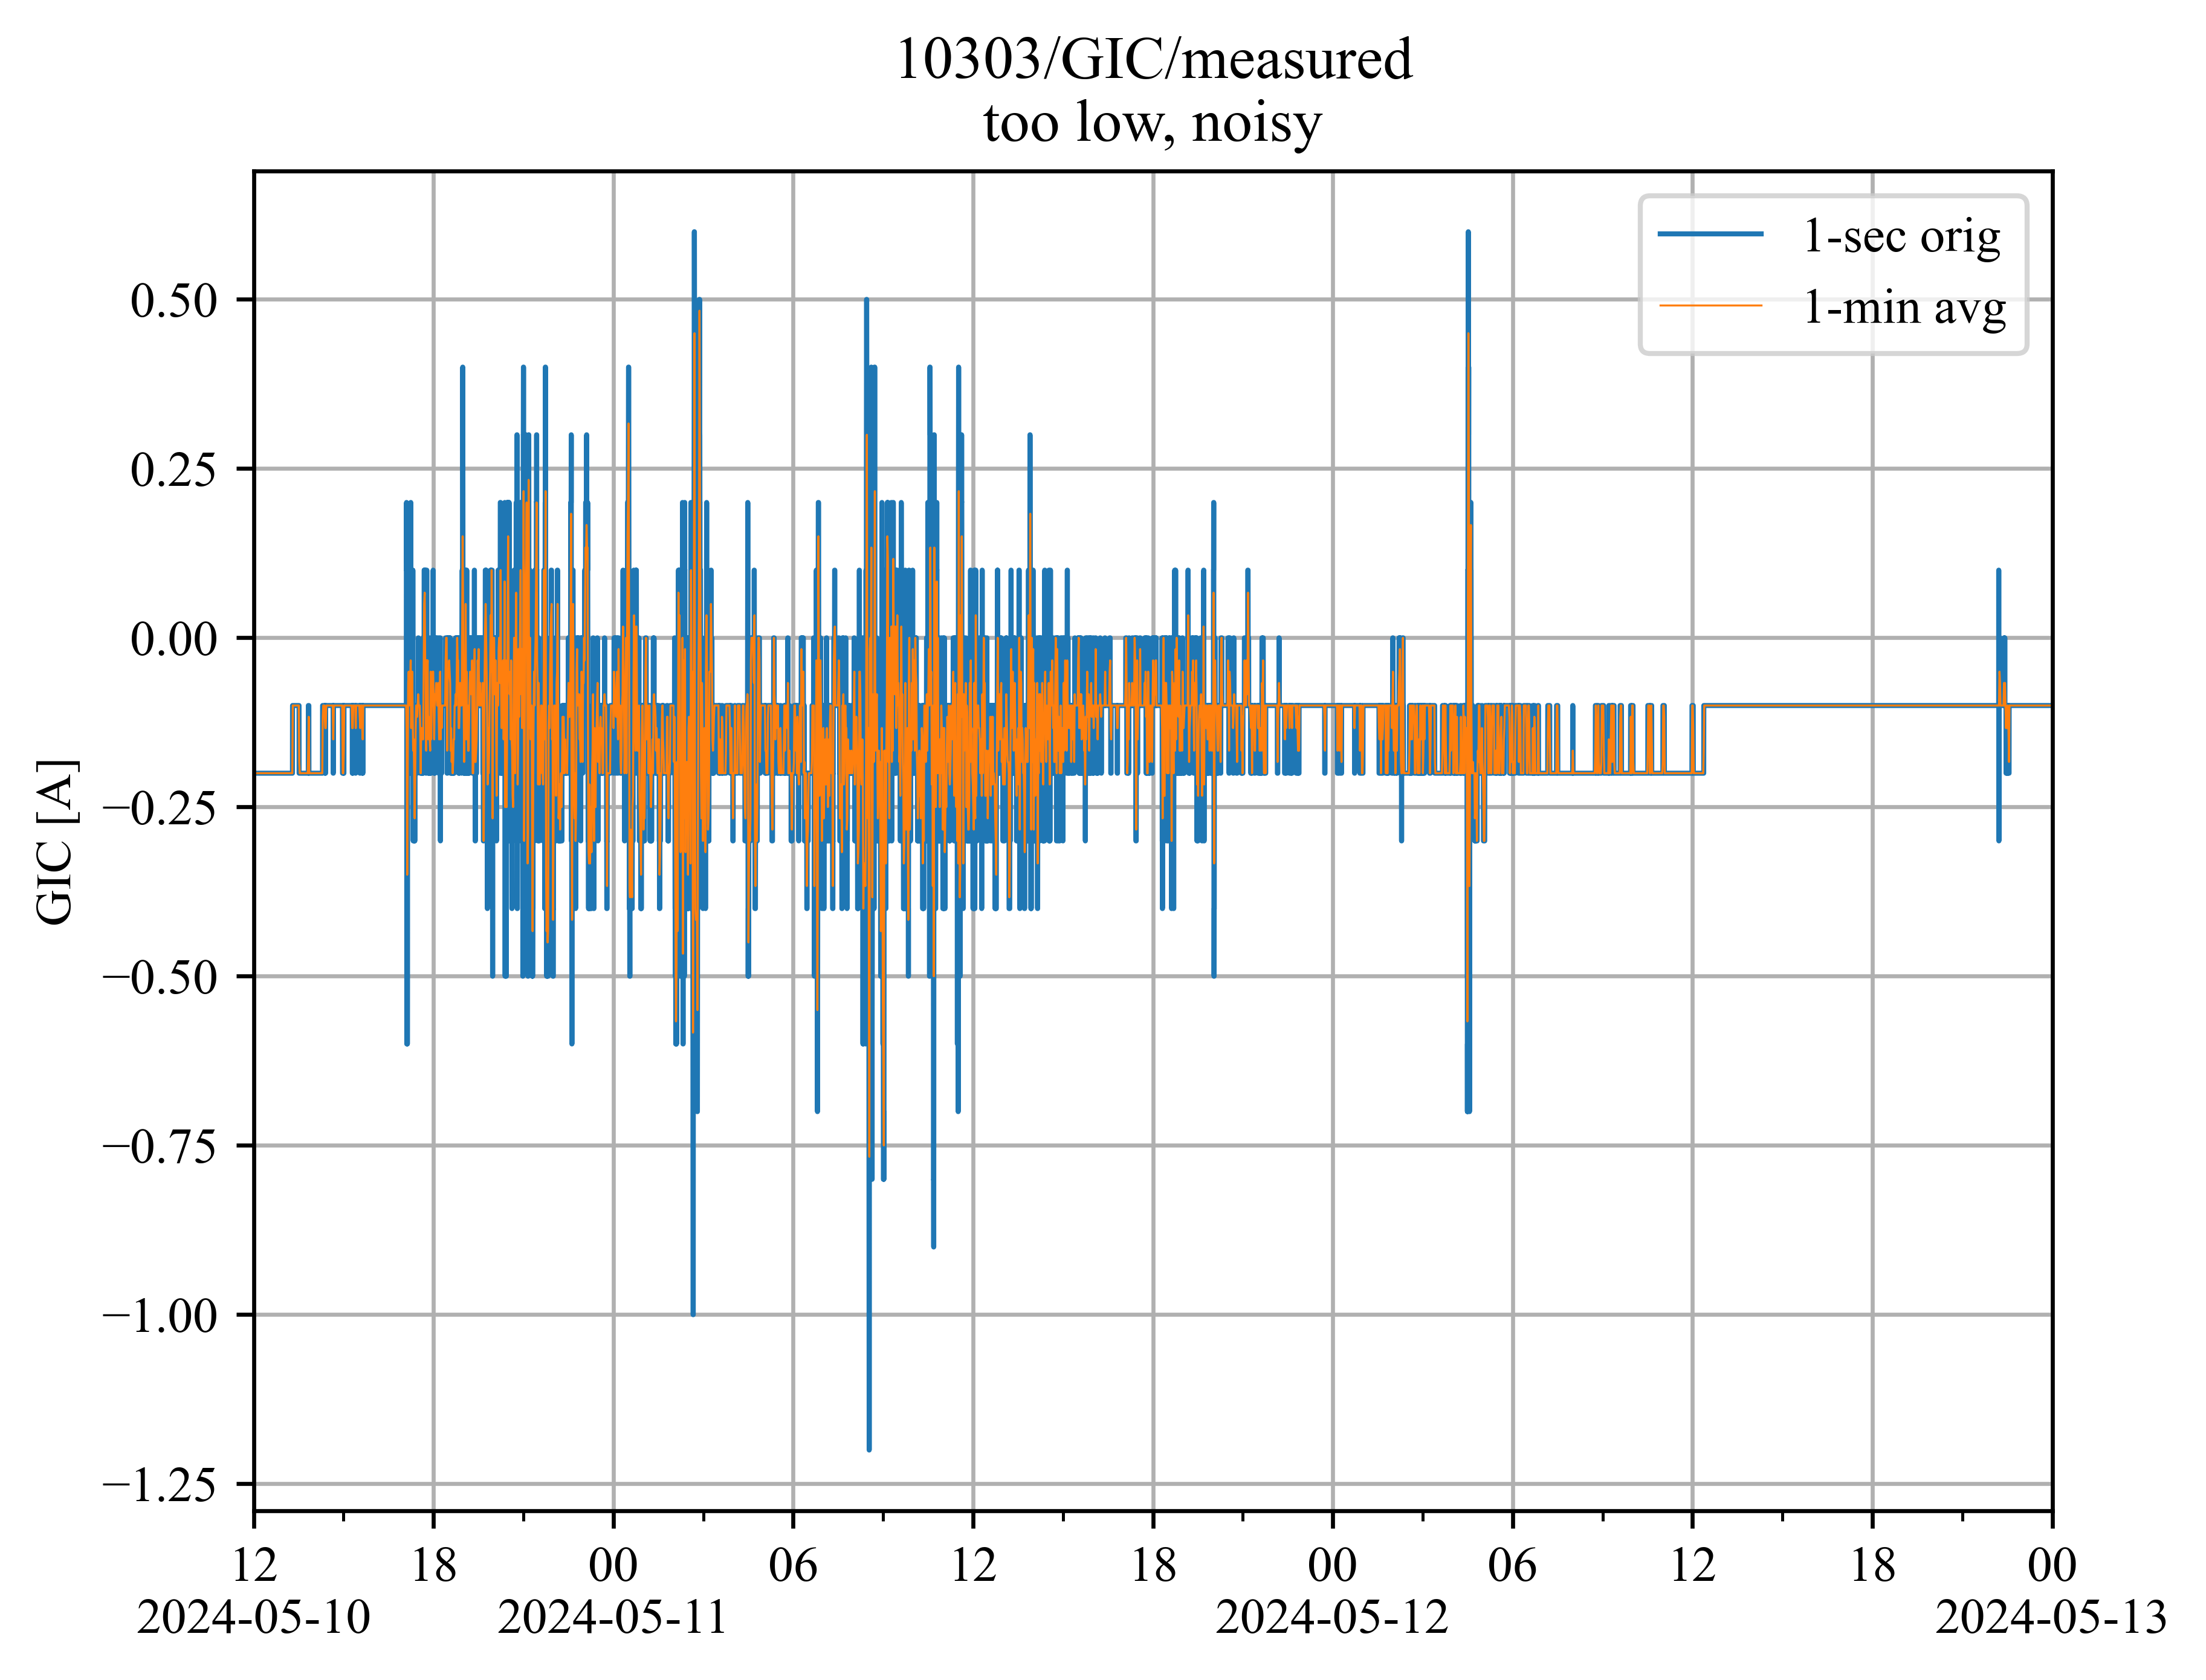 10303/GIC/measured
too low, noisy
1-sec orig
1-min avg
GIC [A]
0.50
0.25
0.00
−0.25
−0.50
−0.75
−1.00
−1.25
12 18 00 06 12 18 00 06 12 18 00
2024-05-10 2024-05-11 2024-05-12 2024-05-13